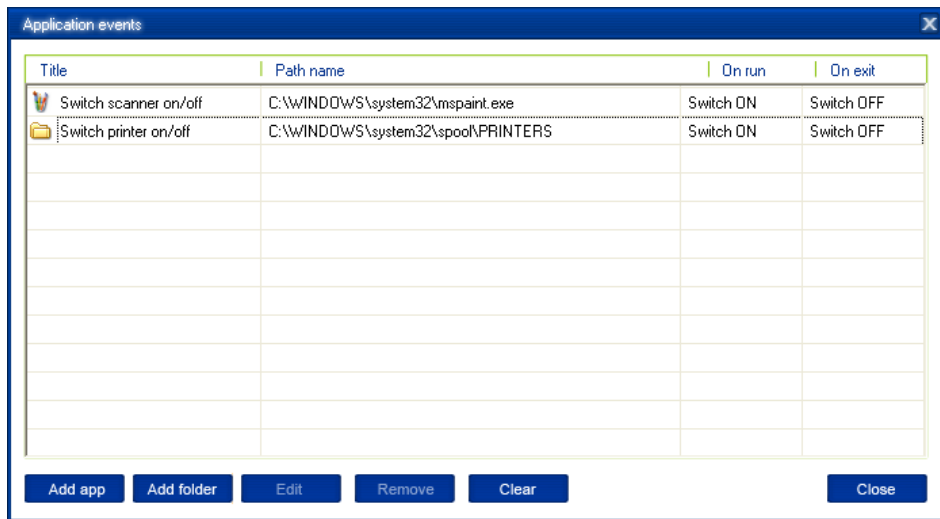 Application events
Title Path name On run On exit
Switch scanner on/off C:\WINDOWS\system32\mspaint.exe Switch ON Switch OFF
Switch printer on/off C:\WINDOWS\system32\spool\PRINTERS Switch ON Switch OFF
Add app Add folder Edit Remove Clear Close